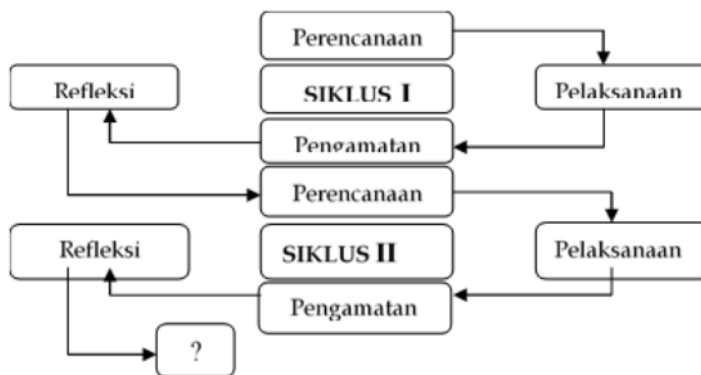 Perencanaan
Refleksi
SIKLUS I
Pelaksanaan
Pengamatan
Perencanaan
Refleksi
SIKLUS II
Pelaksanaan
Pengamatan
?